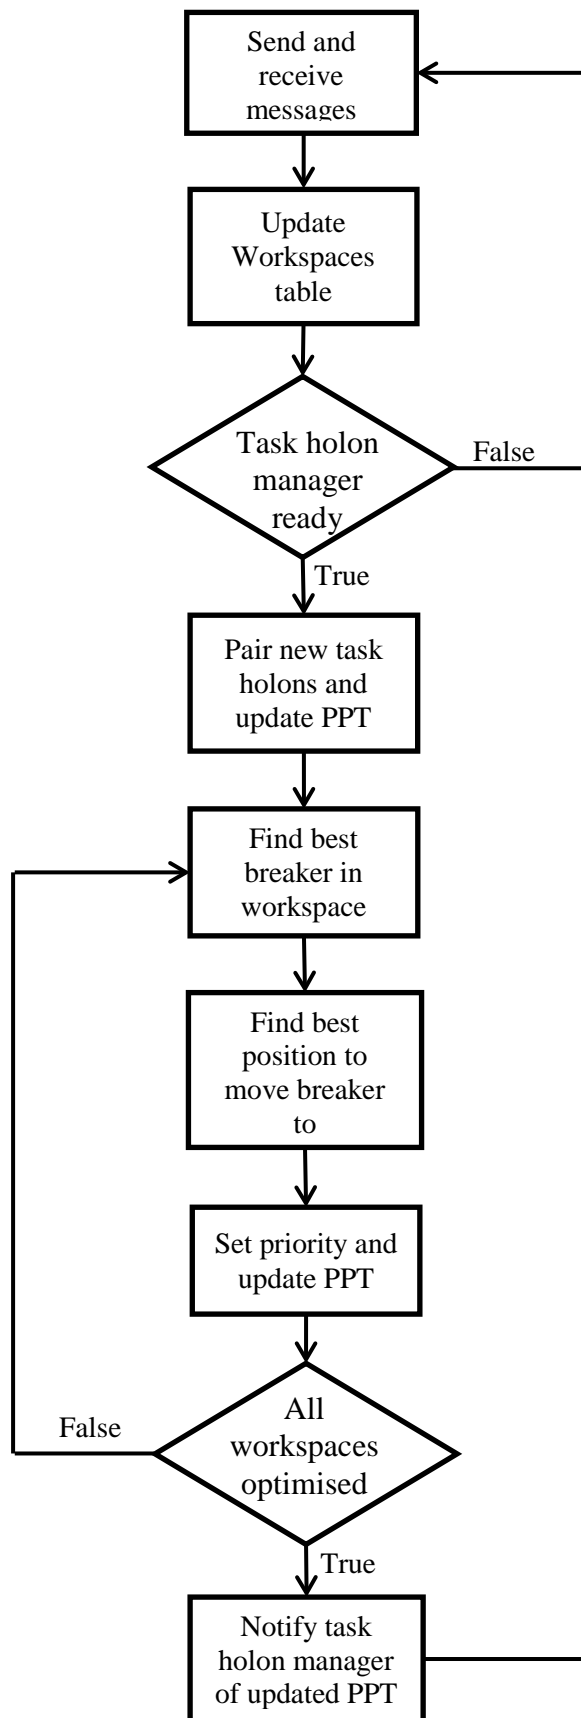 Send and
receive
messages
Update
Workspaces
table
Task holon
manager
ready
False
True
Pair new task
holons and
update PPT
Find best
breaker in
workspace
Find best
position to
move breaker
to
Set priority and
update PPT
All
workspaces
optimised
False
True
Notify task
holon manager
of updated PPT